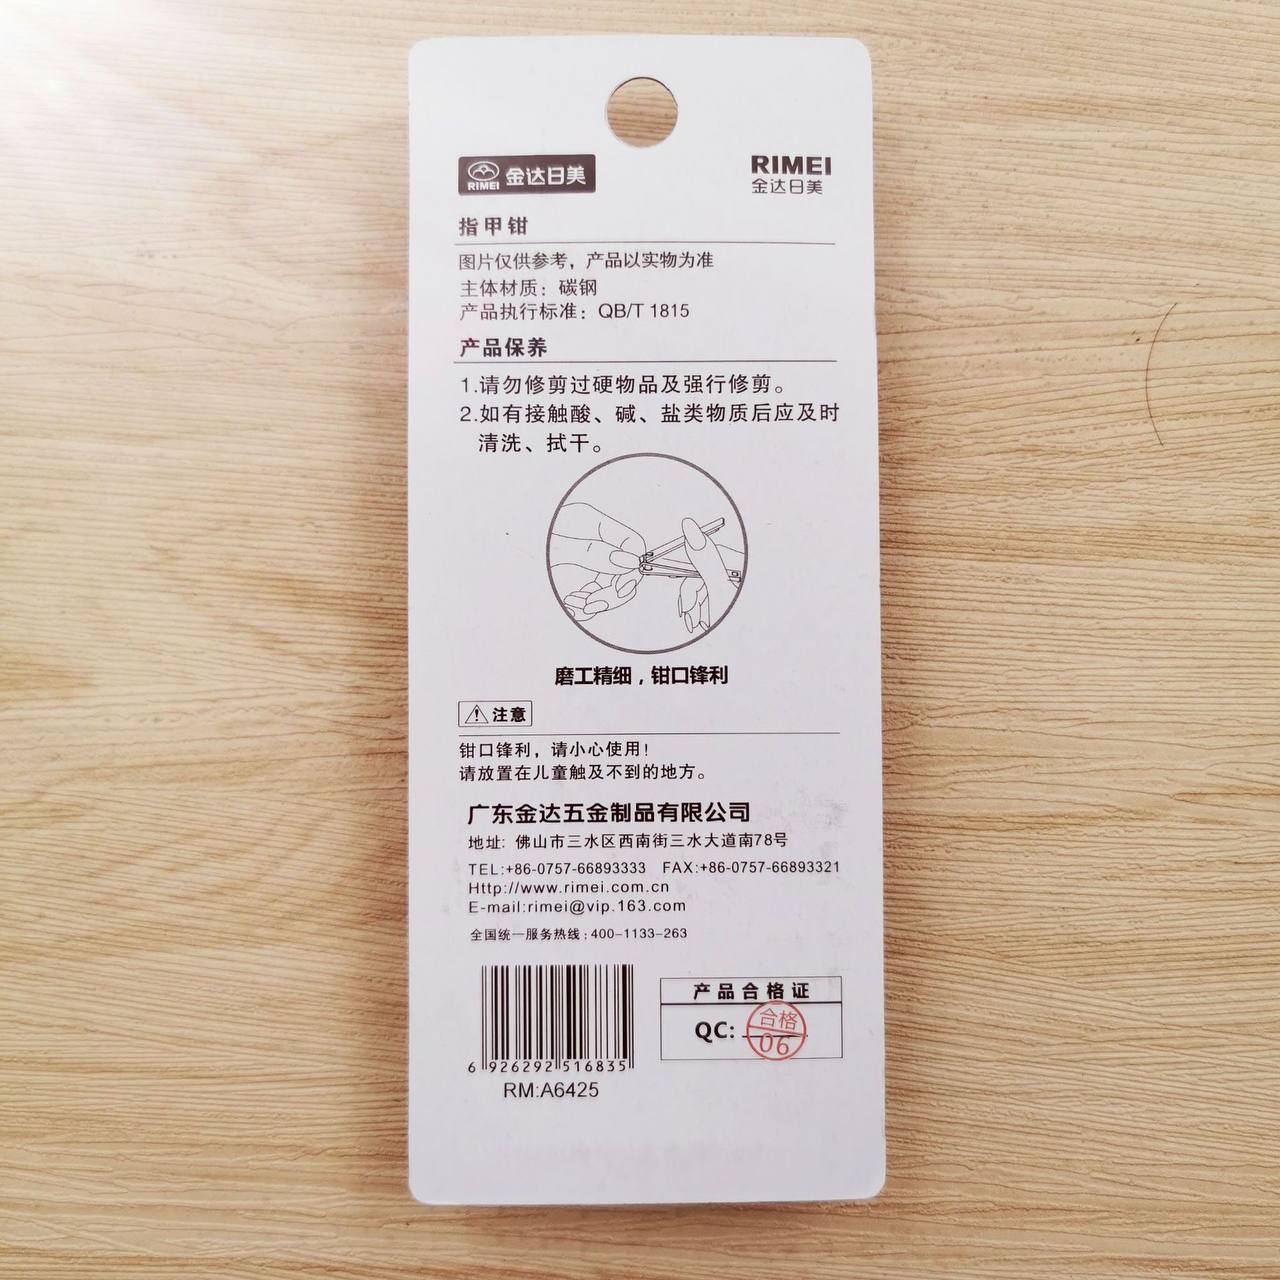 RIMEI 金达日美
RIMEI
金达日美
指甲钳
图片仅供参考，产品以实物为准
主体材质：碳钢
产品执行标准：QB/T 1815
产品保养
1.请勿修剪过硬物品及强行修剪。
2.如有接触酸、碱、盐类物质后应及时
清洗、拭干。
磨工精细，钳口锋利
注意
钳口锋利，请小心使用！
请放置在儿童触及不到的地方。
广东金达五金制品有限公司
地址: 佛山市三水区西南街三水大道南78号
TEL:+86-0757-66893333 FAX:+86-0757-66893321
Http://www.rimei.com.cn
E-mail:rimei@vip.163.com
全国统一服务热线：400-1133-263
产品合格证
QC: 合格
06
6 926292 516835
RM:A6425